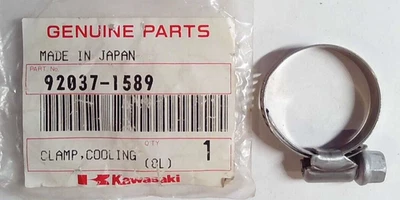 GENUINE PARTS
MADE IN JAPAN
PART No.
92037-1589
QTY
CLAMP,COOLING (2L) 1
Kawasaki